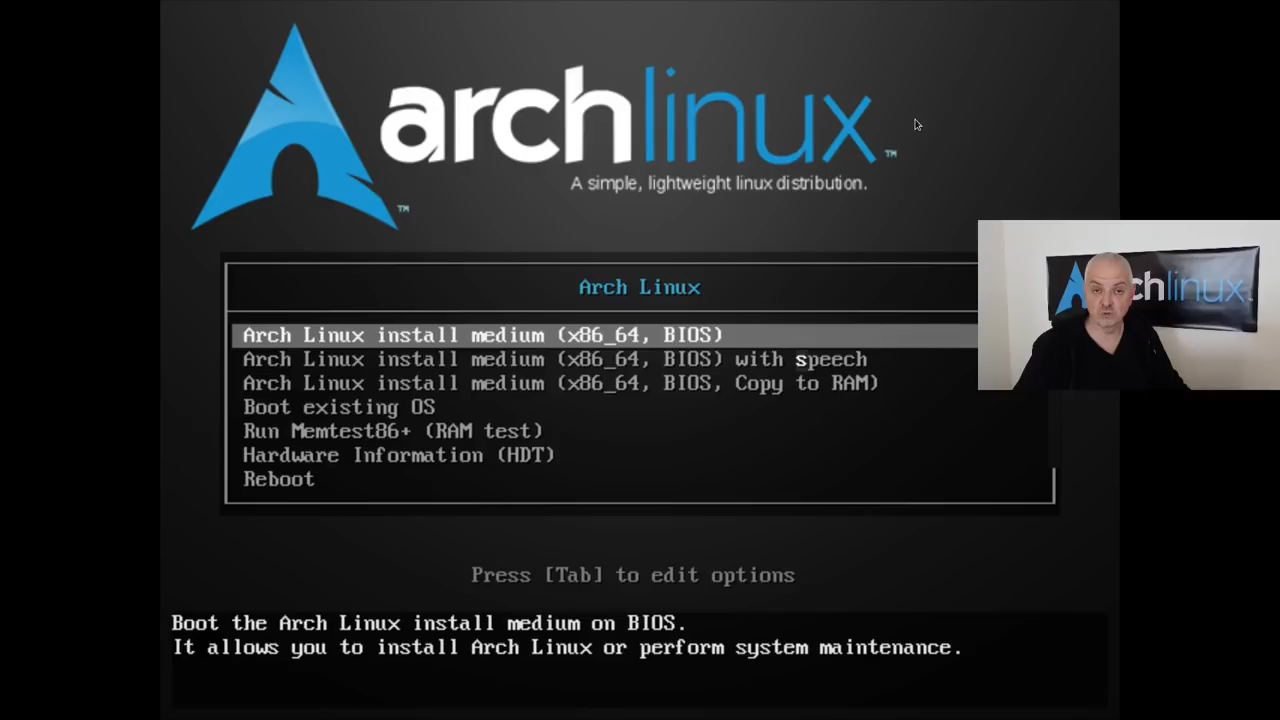 archlinux™
A simple, lightweight linux distribution.
™
Arch Linux
Arch Linux install medium (x86_64, BIOS)
Arch Linux install medium (x86_64, BIOS) with speech
Arch Linux install medium (x86_64, BIOS, Copy to RAM)
Boot existing OS
Run Memtest86+ (RAM test)
Hardware Information (HDT)
Reboot
chlinux
Press [Tab] to edit options
Boot the Arch Linux install medium on BIOS.
It allows you to install Arch Linux or perform system maintenance.